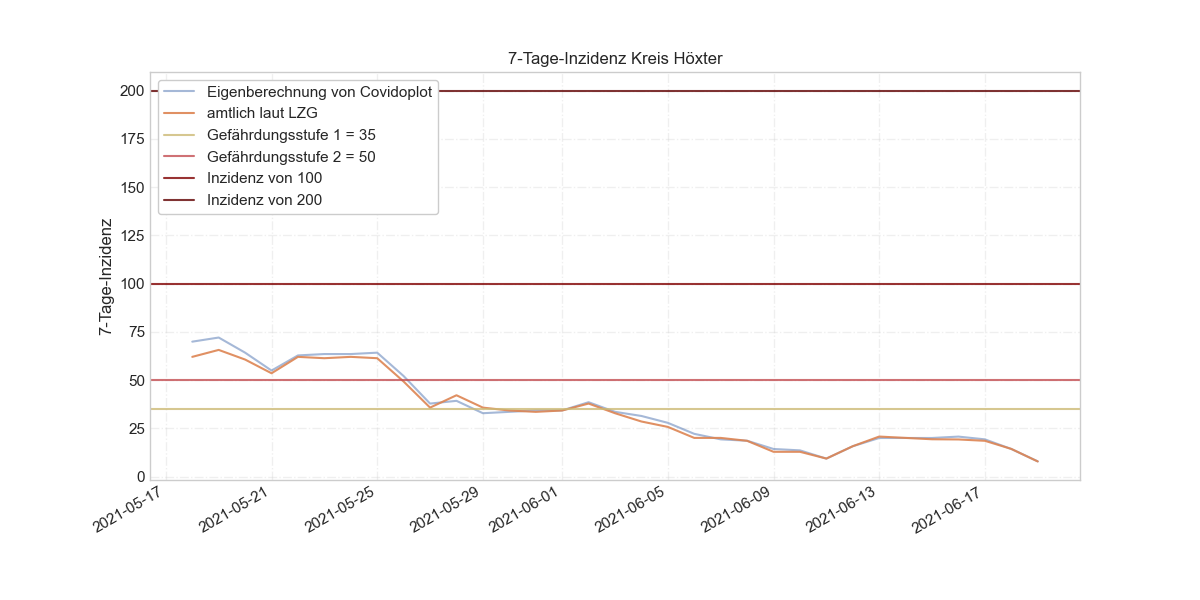 7-Tage-Inzidenz Kreis Höxter
Eigenberechnung von Covidoplot
amtlich laut LZG
Gefährdungsstufe 1 = 35
Gefährdungsstufe 2 = 50
Inzidenz von 100
Inzidenz von 200
7-Tage-Inzidenz
200
175
150
125
100
75
50
25
0
2021-05-17
2021-05-21
2021-05-25
2021-05-29
2021-06-01
2021-06-05
2021-06-09
2021-06-13
2021-06-17